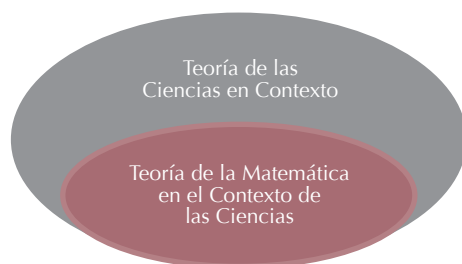 Teoría de las
Ciencias en Contexto
Teoría de la Matemática
en el Contexto de
las Ciencias